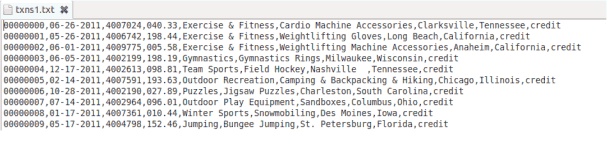 txns1.txt
00000000,06-26-2011,4007024,040.33,Exercise & Fitness,Cardio Machine Accessories,Clarksville,Tennessee,credit
00000001,05-26-2011,4006742,198.44,Exercise & Fitness,Weightlifting Gloves,Long Beach,California,credit
00000002,06-01-2011,4009775,005.58,Exercise & Fitness,Weightlifting Machine Accessories,Anaheim,California,credit
00000003,06-05-2011,4002199,198.19,Gymnastics,Gymnastics Rings,Milwaukee,Wisconsin,credit
00000004,12-17-2011,4002613,098.81,Team Sports,Field Hockey,Nashville  ,Tennessee,credit
00000005,02-14-2011,4007591,193.63,Outdoor Recreation,Camping & Backpacking & Hiking,Chicago,Illinois,credit
00000006,10-28-2011,4002190,027.89,Puzzles,Jigsaw Puzzles,Charleston,South Carolina,credit
00000007,07-14-2011,4002964,096.01,Outdoor Play Equipment,Sandboxes,Columbus,Ohio,credit
00000008,01-17-2011,4007361,010.44,Winter Sports,Snowmobiling,Des Moines,Iowa,credit
00000009,05-17-2011,4004798,152.46,Jumping,Bungee Jumping,St. Petersburg,Florida,credit